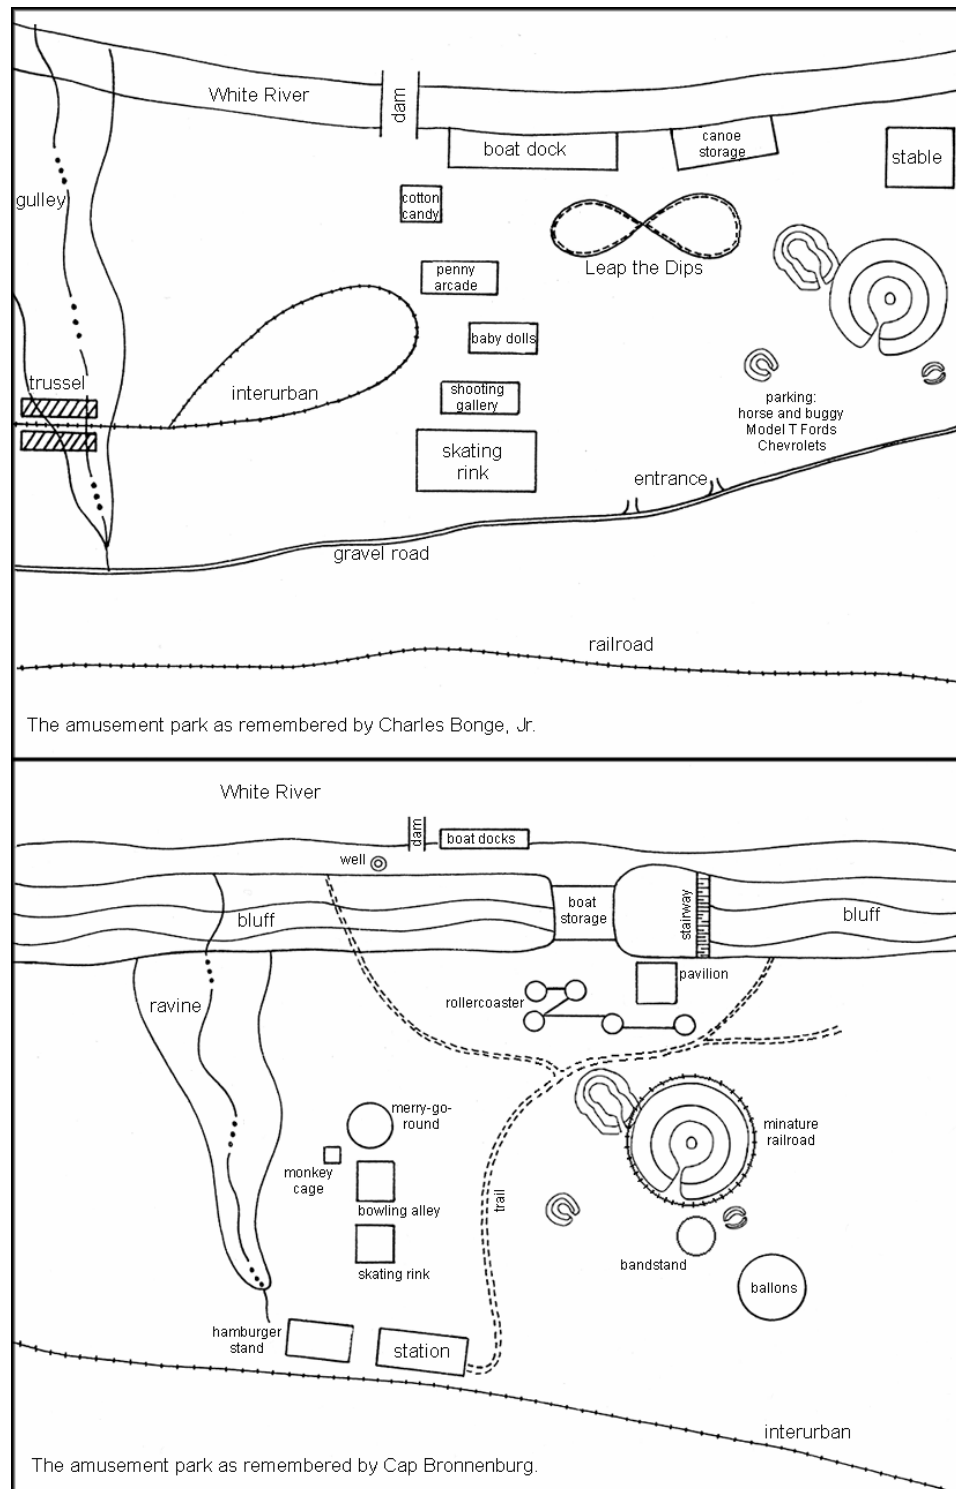 White River
dam
boat dock
canoe
storage
stable
gulley
cotton
candy
Leap the Dips
penny
arcade
baby dolls
trussel
interurban
shooting
gallery
parking:
horse and buggy
Model T Fords
Chevrolets
skating
rink
entrance
gravel road
railroad
The amusement park as remembered by Charles Bonge, Jr.
White River
dam
boat docks
well
bluff
boat
storage
stairway
bluff
pavilion
ravine
rollercoaster
merry-go-
round
minature
railroad
monkey
cage
bowling alley
trail
skating rink
bandstand
ballons
hamburger
stand
station
interurban
The amusement park as remembered by Cap Bronnenburg.